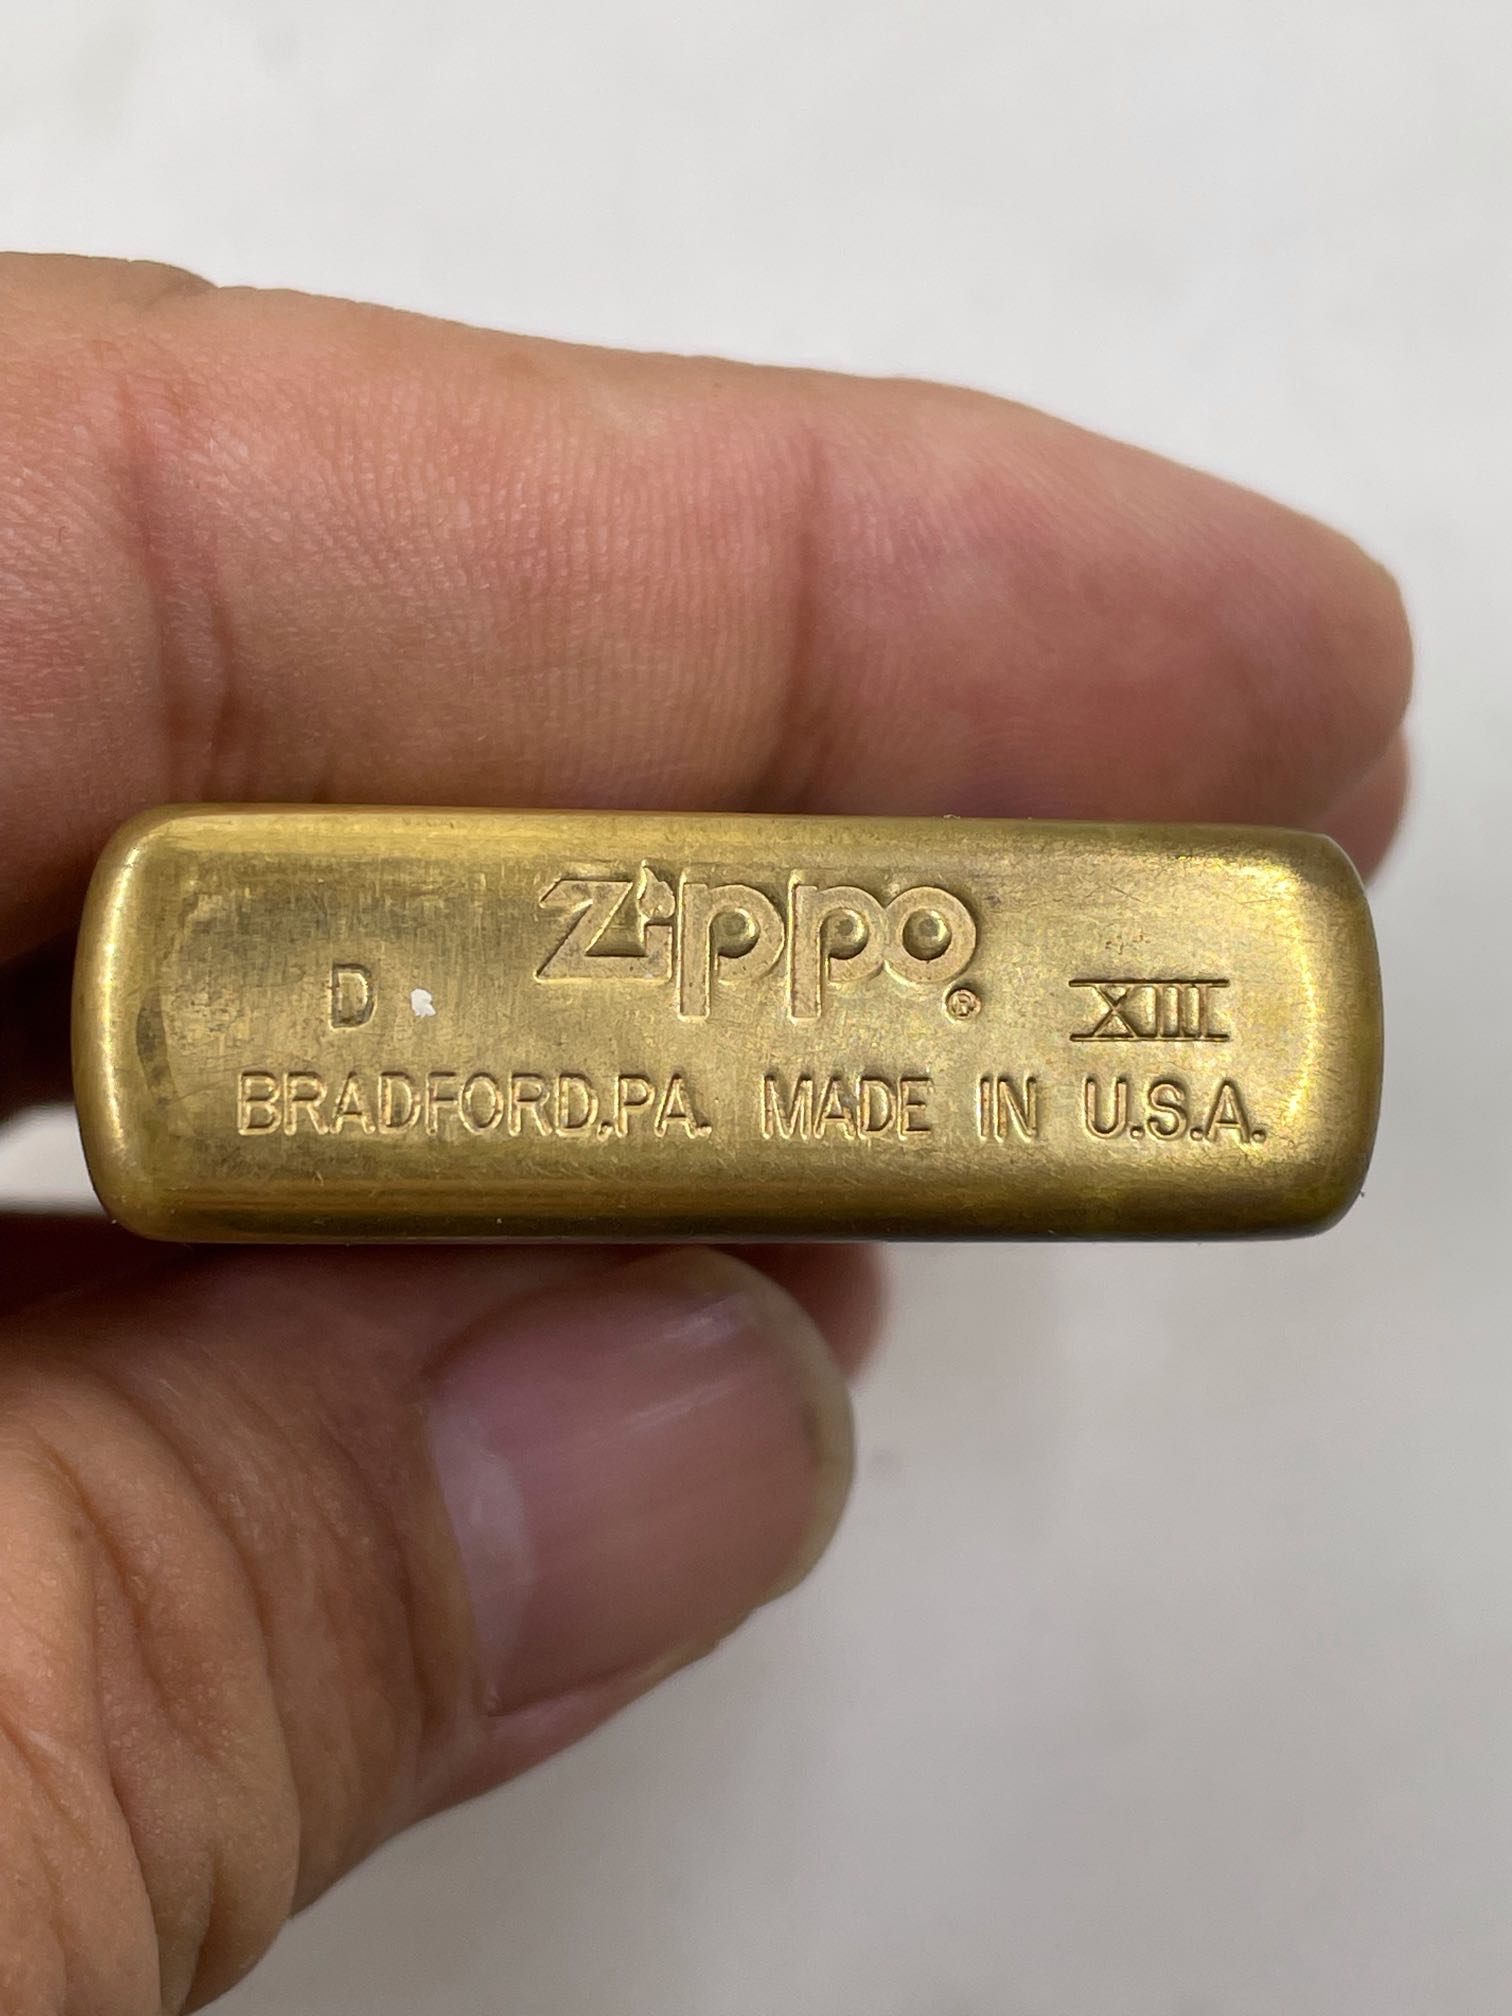 Zippo ®
D XIII
BRADFORD,PA. MADE IN U.S.A.